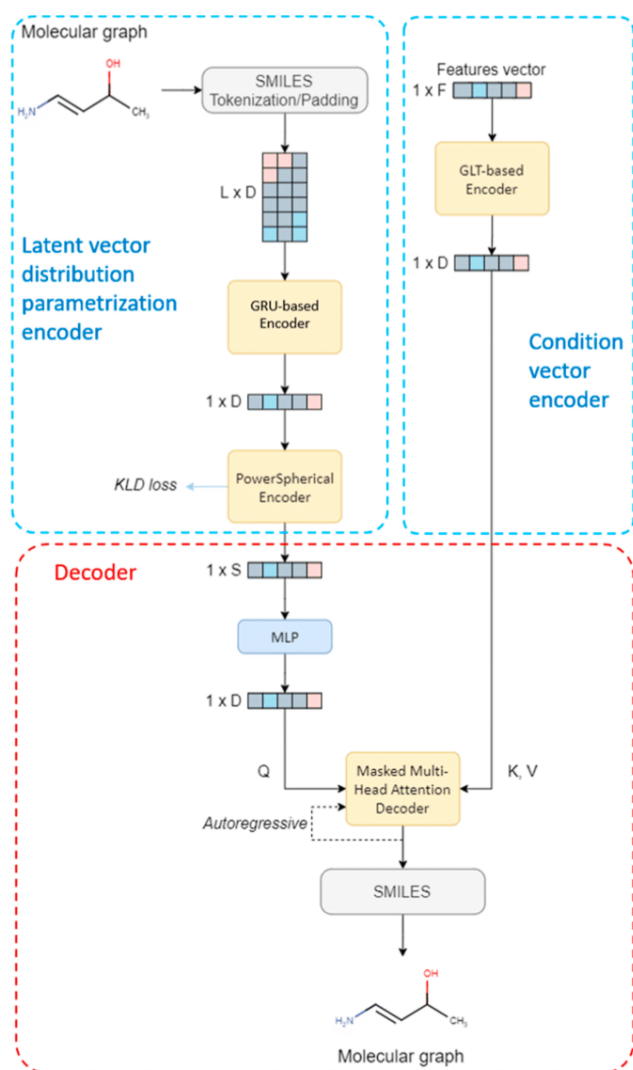 Molecular graph
OH
H₂N
CH₃
SMILES
Tokenization/Padding
L x D
Latent vector
distribution
parametrization
encoder
GRU-based
Encoder
1 x D
KLD loss
PowerSpherical
Encoder
Features vector
1 x F
GLT-based
Encoder
1 x D
Condition
vector
encoder
Decoder
1 x S
MLP
1 x D
Q
Masked Multi-
Head Attention
Decoder
K, V
Autoregressive
SMILES
OH
H₂N
CH₃
Molecular graph